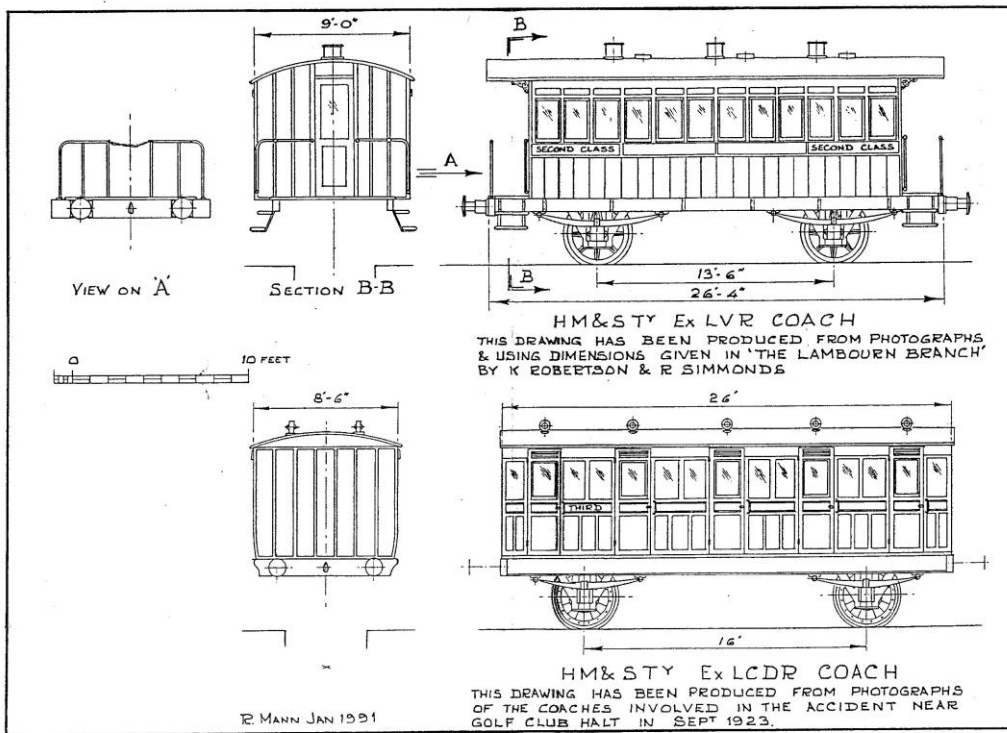 9'-0"
B
A
SECOND CLASS
SECOND CLASS
VIEW ON 'A'
SECTION B-B
B
13'-6"
26'-4"
HM&STY Ex LVR COACH
THIS DRAWING HAS BEEN PRODUCED FROM PHOTOGRAPHS
& USING DIMENSIONS GIVEN IN 'THE LAMBOURN BRANCH'
BY K ROBERTSON & R SIMMONDS
0
10 FEET
8'-6"
26'
THIRD
16'
HM&STY Ex LCDR COACH
THIS DRAWING HAS BEEN PRODUCED FROM PHOTOGRAPHS
OF THE COACHES INVOLVED IN THE ACCIDENT NEAR
GOLF CLUB HALT IN SEPT 1923.
R. MANN JAN 1991